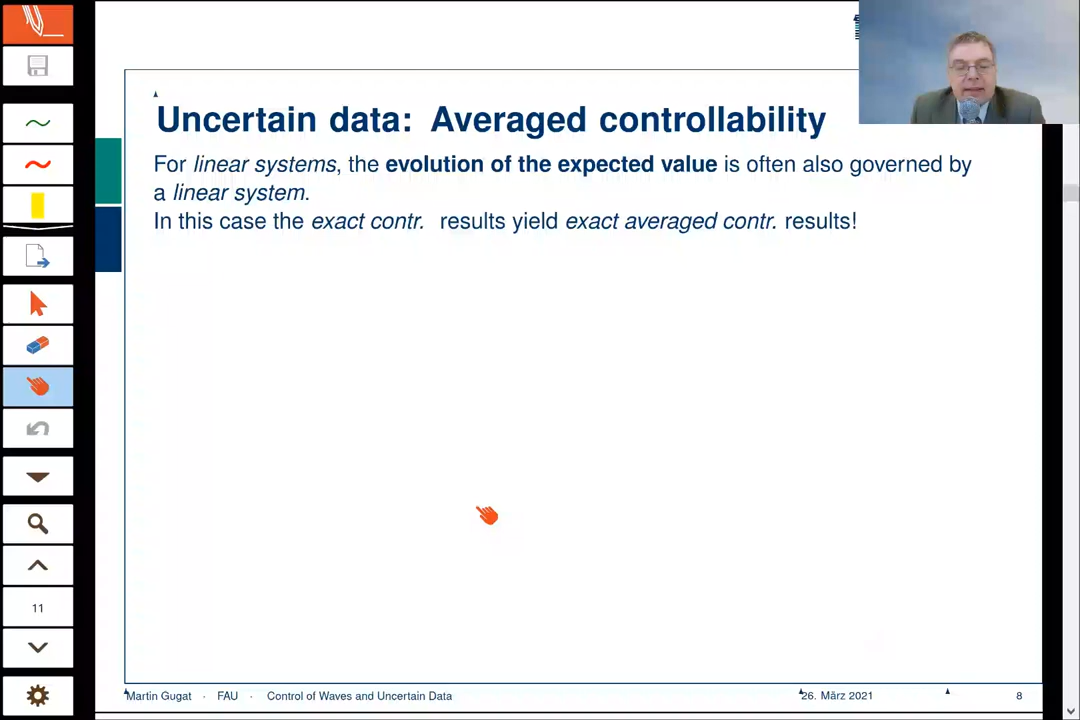 Uncertain data: Averaged controllability
For linear systems, the evolution of the expected value is often also governed by
a linear system.
In this case the exact contr. results yield exact averaged contr. results!
11
Martin Gugat · FAU · Control of Waves and Uncertain Data 26. März 2021 8